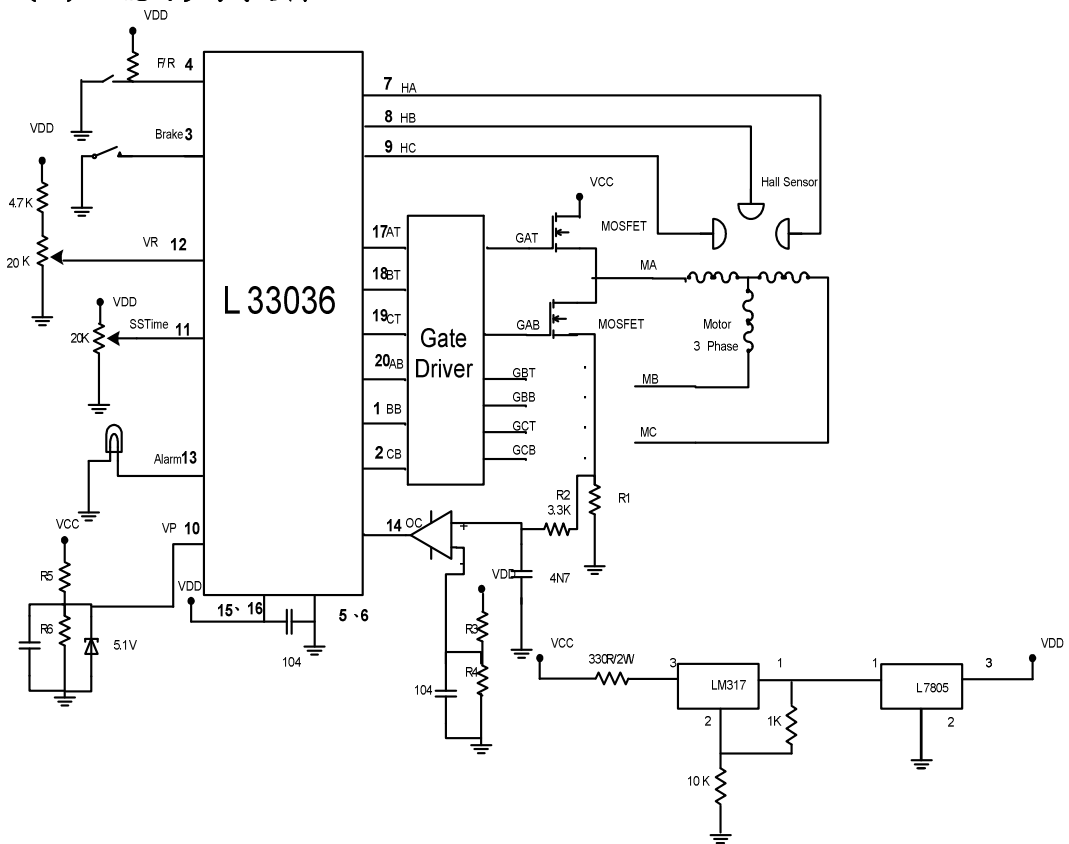 VDD
F/R 4
7 HA
8 HB
VDD
Brake 3
9 HC
Hall Sensor
VCC
4.7K
MOSFET
17 AT
GAT
VR 12
20K
MA
18 BT
VDD
L33036
SSTime 11
20K
19 CT
Gate
Driver
GAB
MOSFET
Motor
3 Phase
20 AB
GBT
MB
GBB
1 BB
GCT
MC
GCB
2 CB
Alarm 13
R2
3.3K
R1
VCC
VP 10
14 OC
+
-
R5
VDD
4N7
VDD
15、16
5、6
R6
5.1V
R3
104
VCC
330R/2W
VDD
R4
104
3
LM317
1
1
L7805
3
2
1K
2
10K